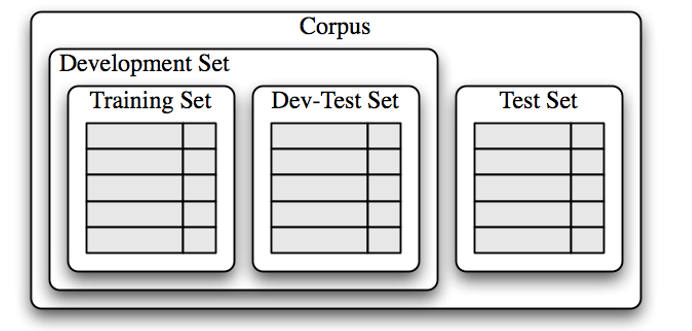 Corpus
Development Set
Training Set
Dev-Test Set
Test Set